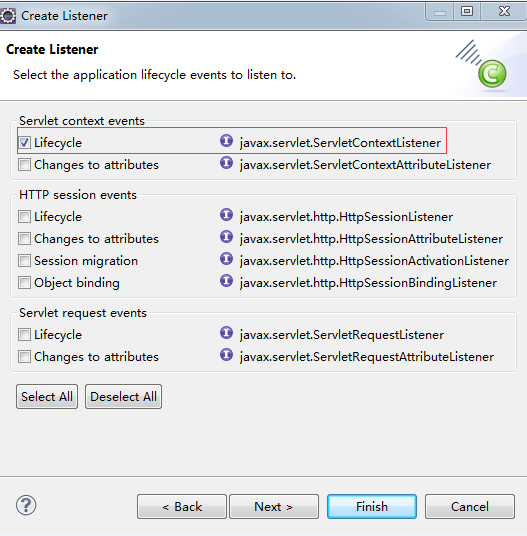 Create Listener
Create Listener
Select the application lifecycle events to listen to.
Servlet context events
Lifecycle javax.servlet.ServletContextListener
Changes to attributes javax.servlet.ServletContextAttributeListener
HTTP session events
Lifecycle javax.servlet.http.HttpSessionListener
Changes to attributes javax.servlet.http.HttpSessionAttributeListener
Session migration javax.servlet.http.HttpSessionActivationListener
Object binding javax.servlet.http.HttpSessionBindingListener
Servlet request events
Lifecycle javax.servlet.ServletRequestListener
Changes to attributes javax.servlet.ServletRequestAttributeListener
Select All Deselect All
? < Back Next > Finish Cancel